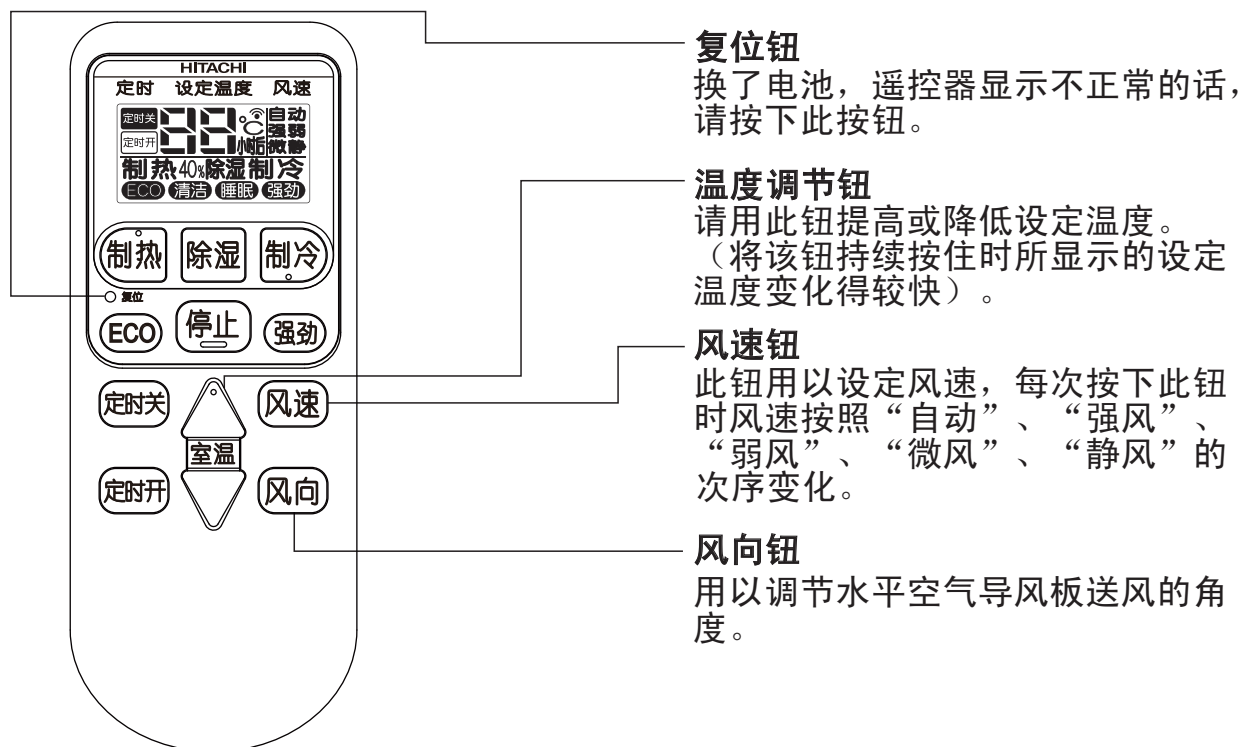 HITACHI
定时 设定温度 风速
定时关 88 ℃ 自动
强弱
定时开 小时后 微静
制热 40% 除湿 制冷
ECO 清洁 睡眠 强劲
制热 除湿 制冷
复位
ECO 停止 强劲
定时关 风速
室温
定时开 风向
复位钮
换了电池，遥控器显示不正常的话，
请按下此按钮。
温度调节钮
请用此钮提高或降低设定温度。
（将该钮持续按住时所显示的设定
温度变化得较快）。
风速钮
此钮用以设定风速，每次按下此钮
时风速按照“自动”、“强风”、
“弱风”、“微风”、“静风”的
次序变化。
风向钮
用以调节水平空气导风板送风的角
度。